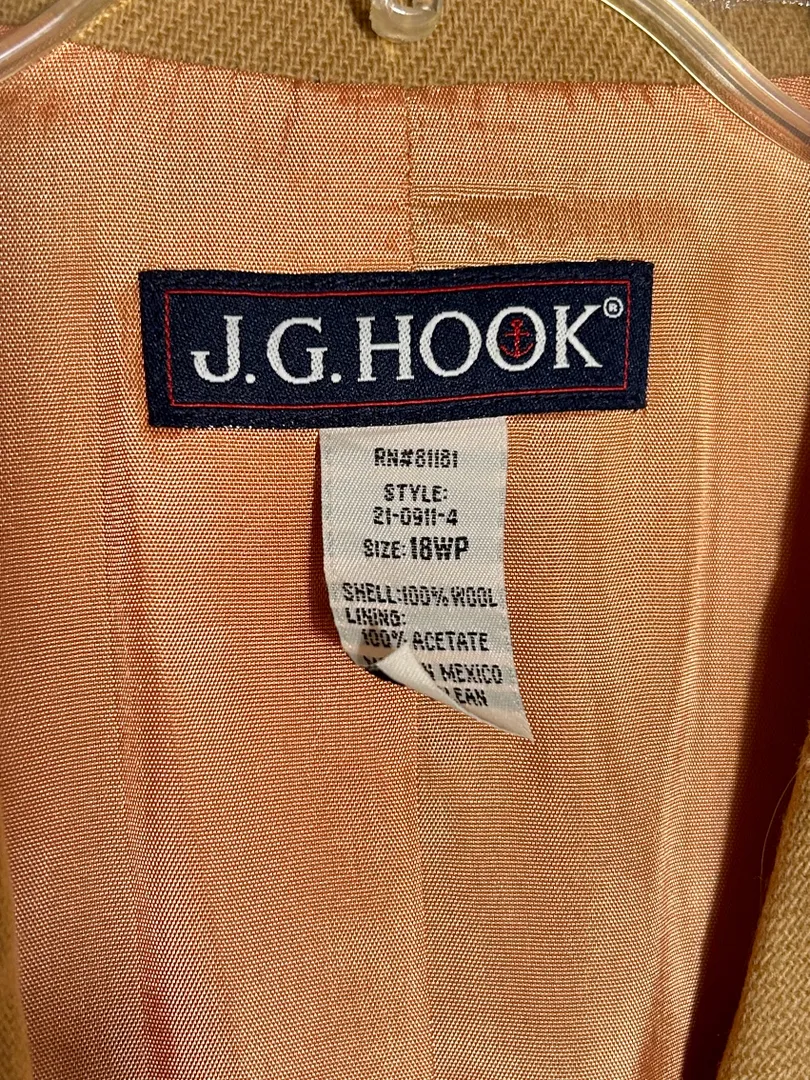 J.G.HOOK®
RN#81181
STYLE:
21-0911-4
SIZE:18WP
SHELL:100% WOOL
LINING:
100% ACETATE
MEXICO